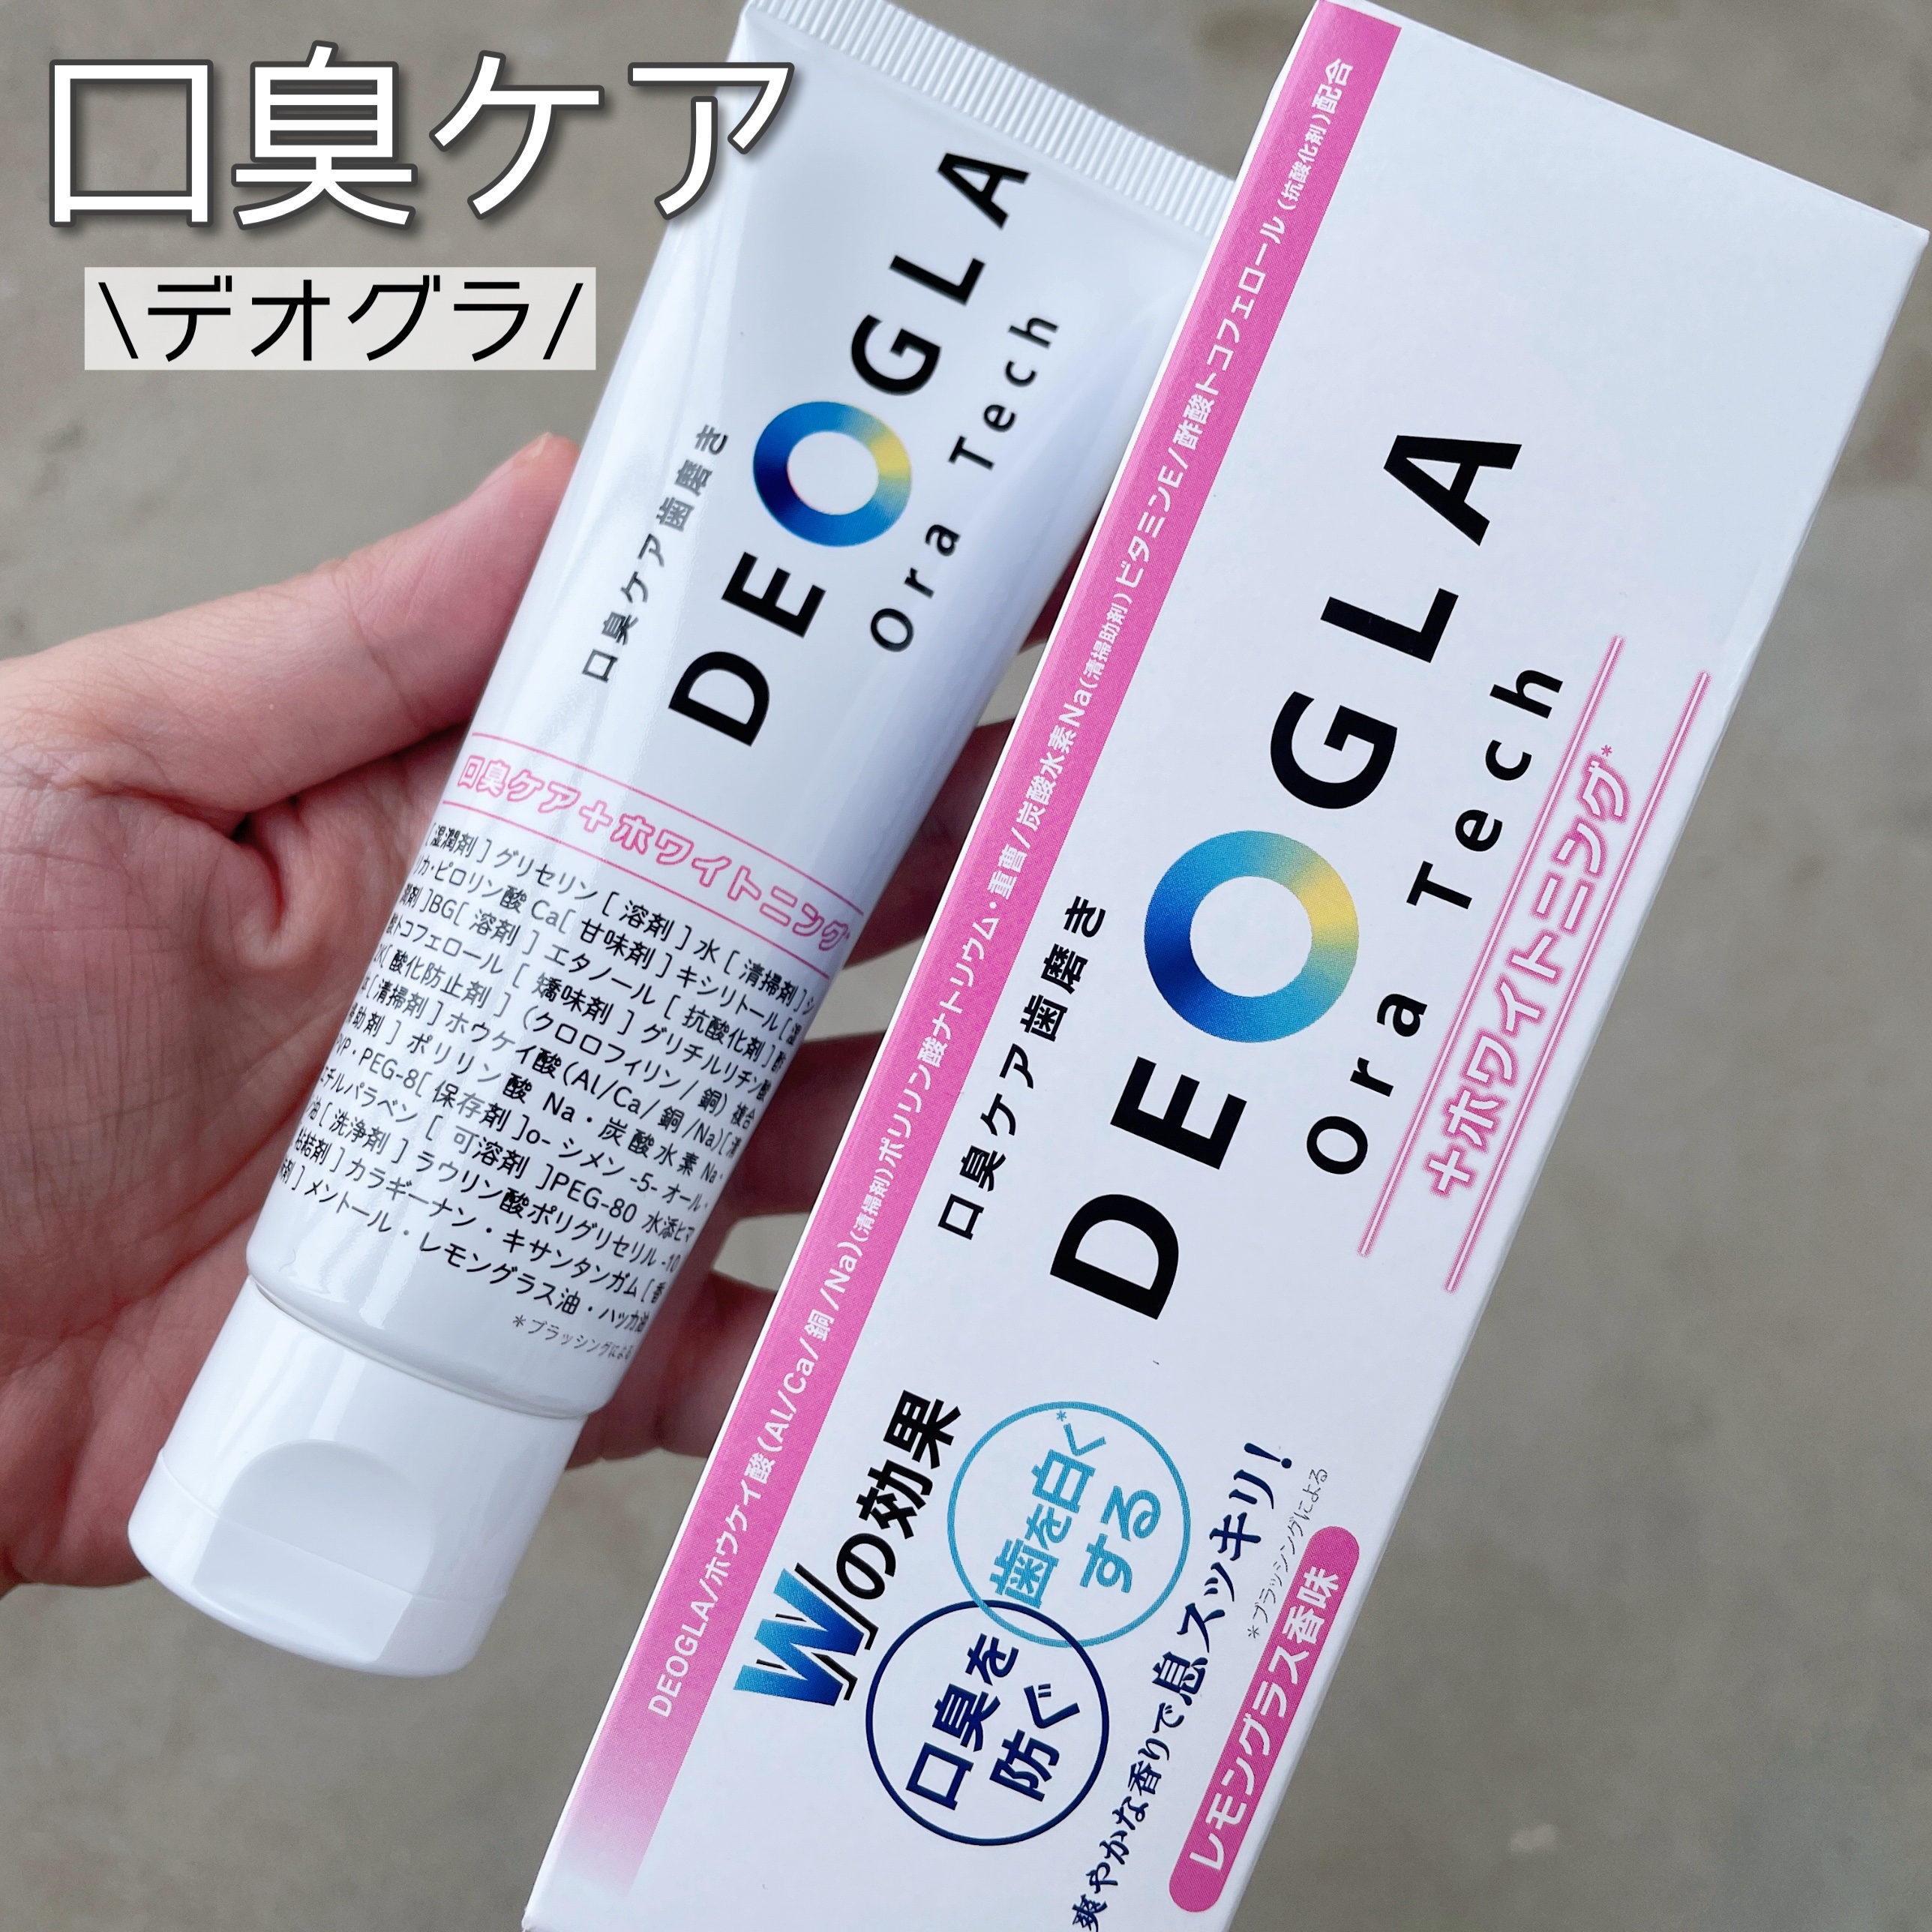 口臭ケア
\デオグラ/
口臭ケア歯磨き
DEOGLA
Ora Tech
口臭ケア+ホワイトニング*
[湿潤剤]グリセリン[溶剤]水[清掃剤]シ
リカ・ピロリン酸Ca[甘味剤]キシリトール[湿
潤剤]BG[溶剤]エタノール[抗酸化剤]酢
酸トコフェロール[矯味剤]グリチルリチン酸
2K[酸化防止剤](クロロフィリン/銅)複合
[清掃剤]ホウケイ酸(Al/Ca/銅/Na)[清
掃助剤]ポリリン酸Na・炭酸水素Na・
PVP・PEG-8[保存剤]o-シメン-5-オール・
エチルパラベン[可溶剤]PEG-80水添ヒマ
シ油[洗浄剤]ラウリン酸ポリグリセリル-10
[粘結剤]カラギーナン・キサンタンガム[香
味剤]メントール・レモングラス油・ハッカ油
*ブラッシングによる
DEOGLA/ホウケイ酸(Al/Ca/銅/Na)(清掃剤)ポリリン酸ナトリウム・重曹/炭酸水素Na(清掃助剤)ビタミンE/酢酸トコフェロール(抗酸化剤)配合
口臭ケア歯磨き
DEOGLA
Ora Tech
+ホワイトニング*
Wの効果
口臭を
防ぐ
歯を白く*
する
爽やかな香りで息スッキリ!
*ブラッシングによる
レモングラス香味